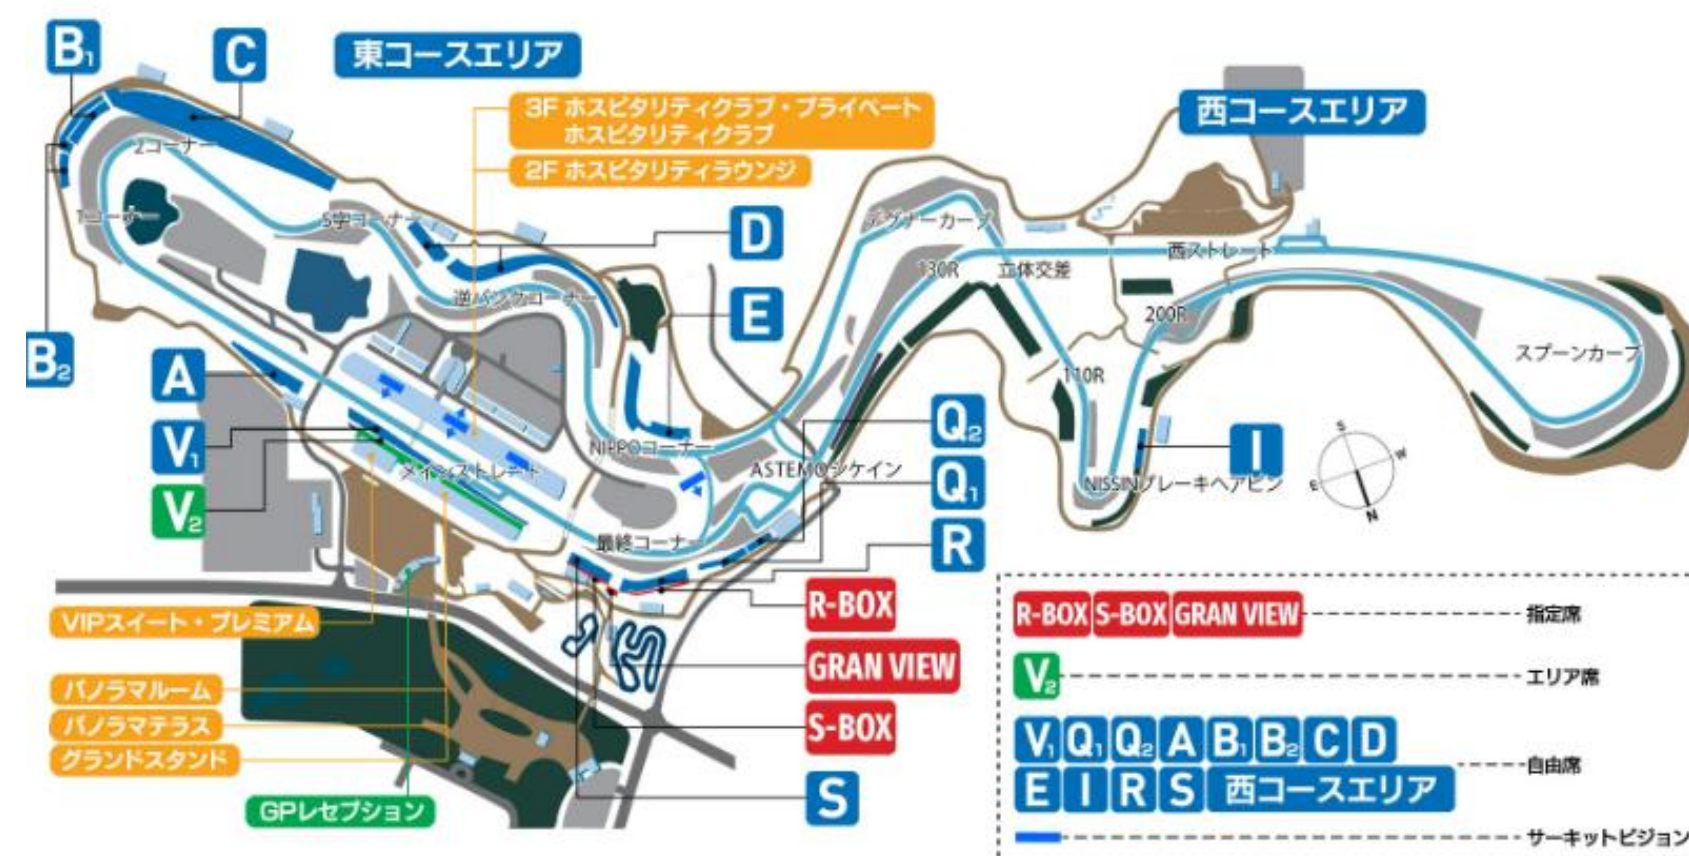 B1
C
東コースエリア
3F ホスピタリティクラブ・プライベート
ホスピタリティクラブ
2F ホスピタリティラウンジ
西コースエリア
2コーナー
1コーナー
S字コーナー
D
デグナーカーブ
130R
立体交差
西ストレート
逆バンクコーナー
E
200R
スプーンカーブ
B2
A
110R
V1
Q2
I
NIPPOコーナー
メインストレート
ASTEMOシケイン
NISSINブレーキヘアピン
Q1
S
W
E
N
V2
最終コーナー
R
VIPスイート・プレミアム
R-BOX
GRAN VIEW
S-BOX
S
パノラマルーム
パノラマテラス
グランドスタンド
GPレセプション
R-BOX S-BOX GRAN VIEW 指定席
V2 エリア席
V1 Q1 Q2 A B1 B2 C D
E I R S 西コースエリア 自由席
サーキットビジョン